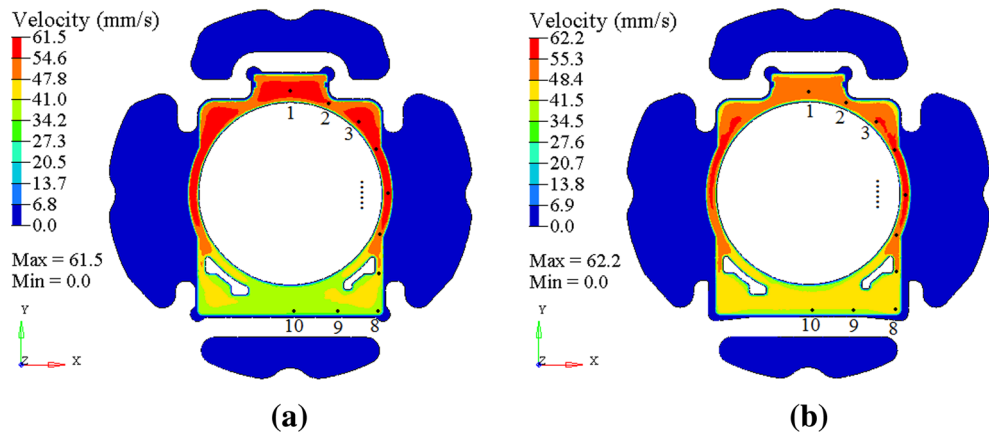 Velocity (mm/s)
61.5
54.6
47.8
41.0
34.2
27.3
20.5
13.7
6.8
0.0
Max = 61.5
Min = 0.0
Y
Z
X
1
2
3
10
9
8
(a)
Velocity (mm/s)
62.2
55.3
48.4
41.5
34.6
27.6
20.7
13.8
6.9
0.0
Max = 62.2
Min = 0.0
Y
Z
X
1
2
3
10
9
8
(b)